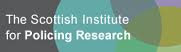 The Scottish Institute
for Policing Research